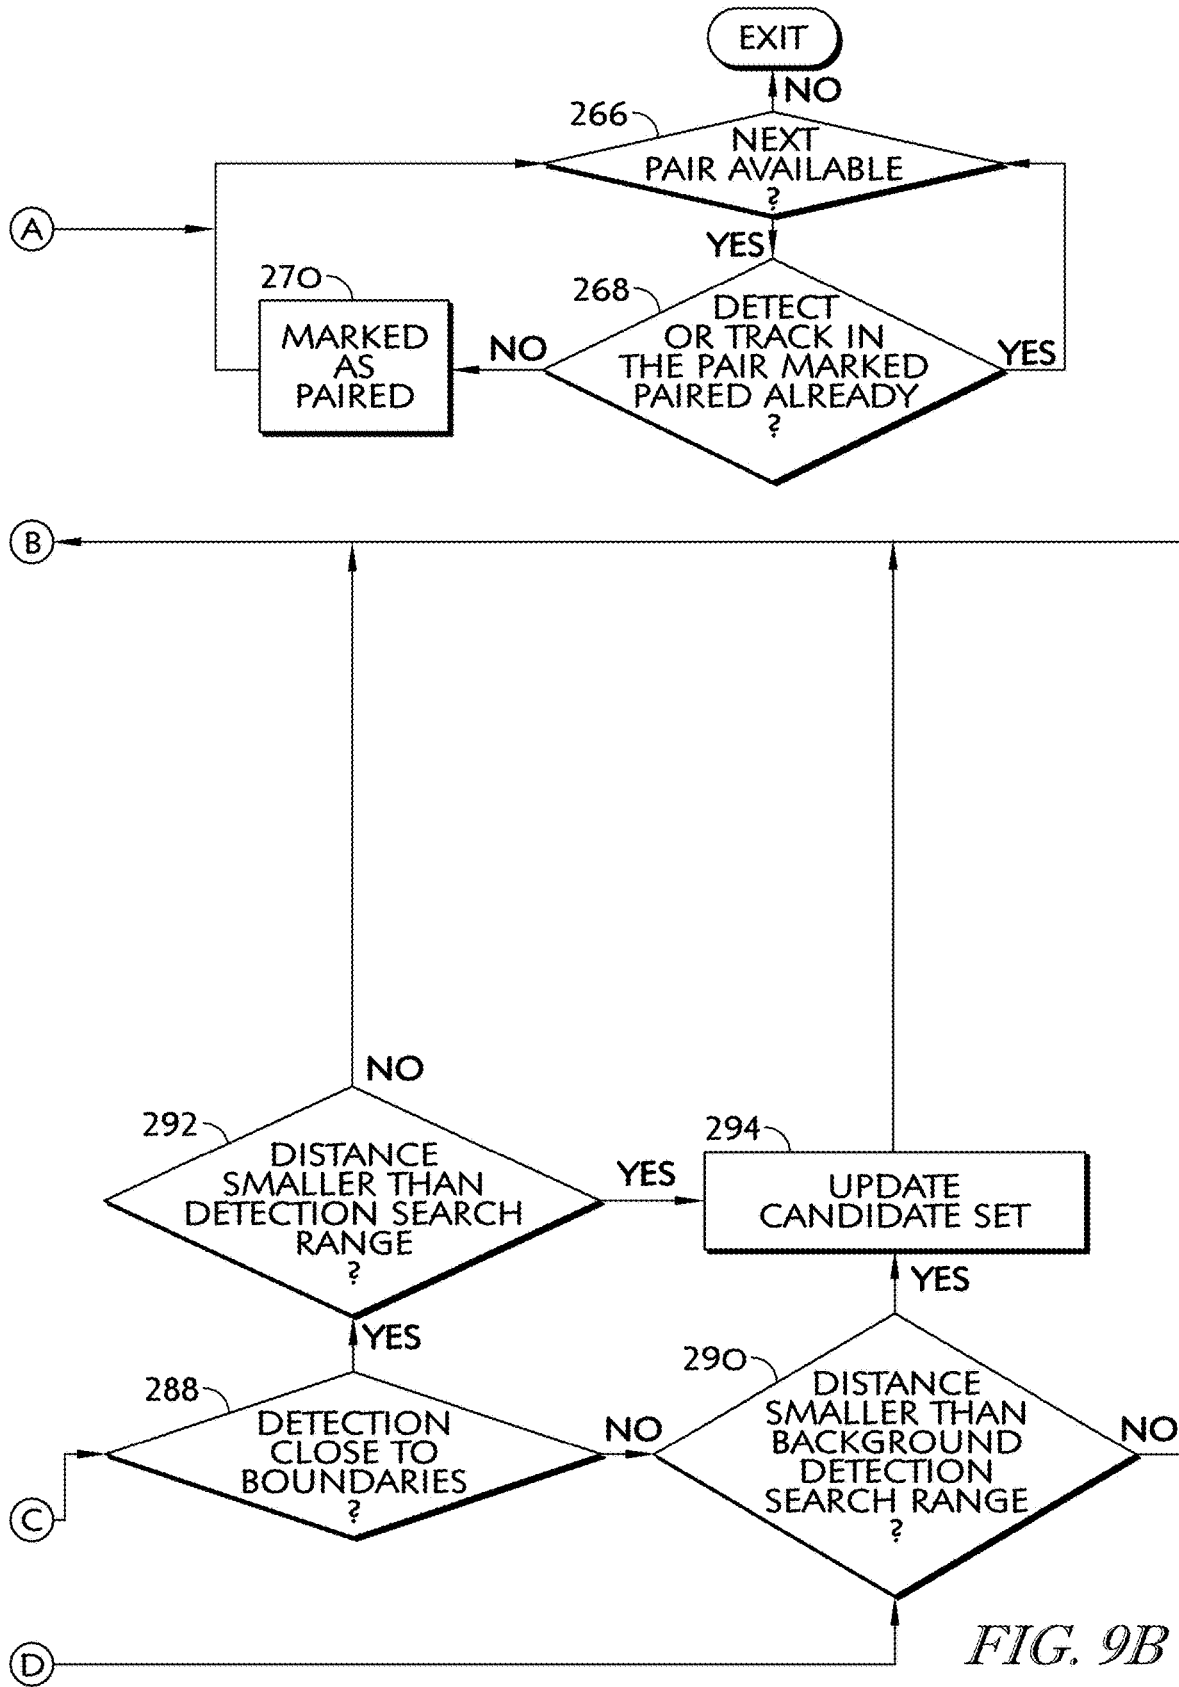 EXIT
NO
266
NEXT
PAIR AVAILABLE
?
A
YES
270
268
DETECT
OR TRACK IN
THE PAIR MARKED
PAIRED ALREADY
?
MARKED
AS
PAIRED
NO
YES
B
NO
292
DISTANCE
SMALLER THAN
DETECTION SEARCH
RANGE
?
YES
294
UPDATE
CANDIDATE SET
YES
YES
288
DETECTION
CLOSE TO
BOUNDARIES
?
NO
290
DISTANCE
SMALLER THAN
BACKGROUND
DETECTION
SEARCH RANGE
?
NO
C
D
FIG. 9B